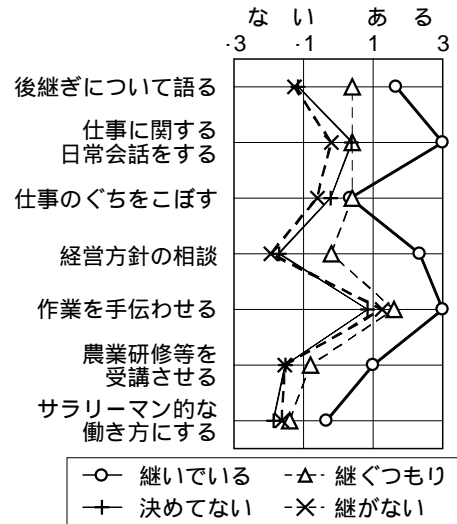 ない ある
-3 -1 1 3
後継ぎについて語る
仕事に関する
日常会話をする
仕事のぐちをこぼす
経営方針の相談
作業を手伝わせる
農業研修等を
受講させる
サラリーマン的な
働き方にする
継いでいる 継ぐつもり
決めてない 継がない